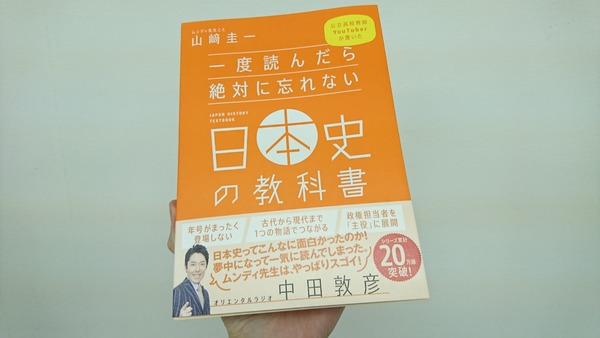 ムンディ先生こと
山﨑圭一
公立高校教師
YouTuber
が書いた
一度読んだら
絶対に忘れない
JAPAN HISTORY
TEXTBOOK
日本史
の教科書
年号がまったく
登場しない
古代から現代まで
1つの物語でつながる
政権担当者を
「主役」に展開
日本史ってこんなに面白かったのか!
夢中になって一気に読んでしまった。
ムンディ先生は、やっぱりスゴイ!
オリエンタルラジオ
中田敦彦
シリーズ累計
20万部
突破!